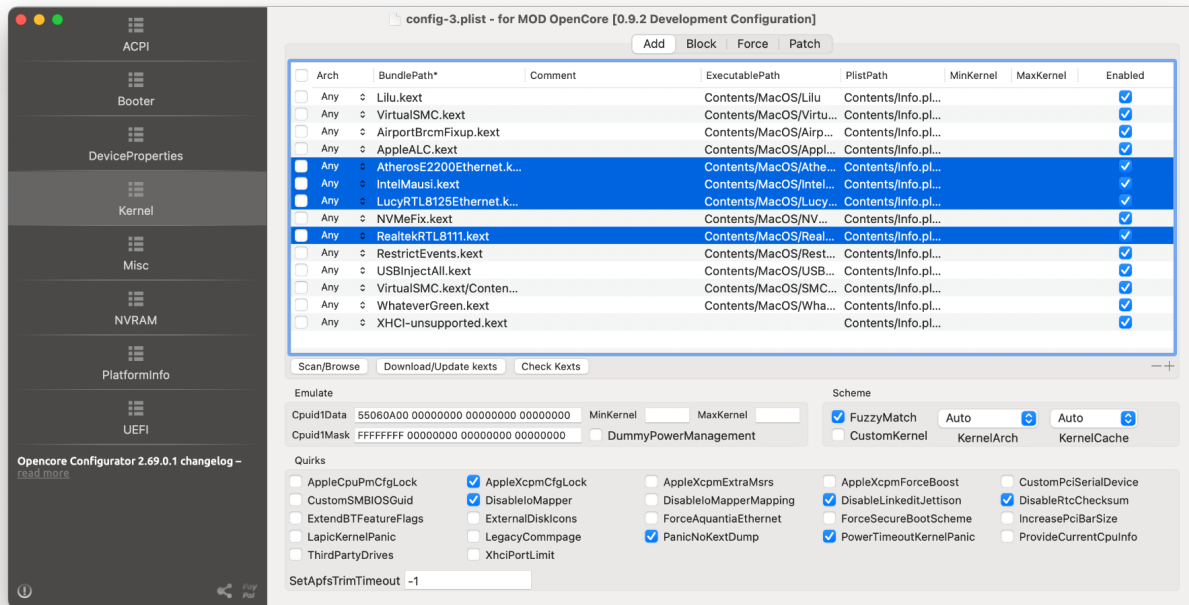 config-3.plist - for MOD OpenCore [0.9.2 Development Configuration]
ACPI
Booter
DeviceProperties
Kernel
Misc
NVRAM
PlatformInfo
UEFI
Opencore Configurator 2.69.0.1 changelog –
read more
Pay
Pal
Add Block Force Patch
Arch BundlePath* Comment ExecutablePath PlistPath MinKernel MaxKernel Enabled
Any Lilu.kext Contents/MacOS/Lilu Contents/Info.pl...
Any VirtualSMC.kext Contents/MacOS/Virtu... Contents/Info.pl...
Any AirportBrcmFixup.kext Contents/MacOS/Airp... Contents/Info.pl...
Any AppleALC.kext Contents/MacOS/Appl... Contents/Info.pl...
Any AtherosE2200Ethernet.k... Contents/MacOS/Athe... Contents/Info.pl...
Any IntelMausi.kext Contents/MacOS/Intel... Contents/Info.pl...
Any LucyRTL8125Ethernet.k... Contents/MacOS/Lucy... Contents/Info.pl...
Any NVMeFix.kext Contents/MacOS/NV... Contents/Info.pl...
Any RealtekRTL8111.kext Contents/MacOS/Real... Contents/Info.pl...
Any RestrictEvents.kext Contents/MacOS/Rest... Contents/Info.pl...
Any USBInjectAll.kext Contents/MacOS/USB... Contents/Info.pl...
Any VirtualSMC.kext/Conten... Contents/MacOS/SMC... Contents/Info.pl...
Any WhateverGreen.kext Contents/MacOS/Wha... Contents/Info.pl...
Any XHCI-unsupported.kext Contents/Info.pl...
Scan/Browse Download/Update kexts Check Kexts
Emulate
Cpuid1Data 55060A00 00000000 00000000 00000000 MinKernel MaxKernel
Cpuid1Mask FFFFFFFF 00000000 00000000 00000000 DummyPowerManagement
Scheme
FuzzyMatch Auto Auto
CustomKernel KernelArch KernelCache
Quirks
AppleCpuPmCfgLock AppleXcpmCfgLock AppleXcpmExtraMsrs AppleXcpmForceBoost CustomPciSerialDevice
CustomSMBIOSGuid DisableIoMapper DisableIoMapperMapping DisableLinkeditJettison DisableRtcChecksum
ExtendBTFeatureFlags ExternalDiskIcons ForceAquantiaEthernet ForceSecureBootScheme IncreasePciBarSize
LapicKernelPanic LegacyCommpage PanicNoKextDump PowerTimeoutKernelPanic ProvideCurrentCpuInfo
ThirdPartyDrives XhciPortLimit
SetApfsTrimTimeout -1